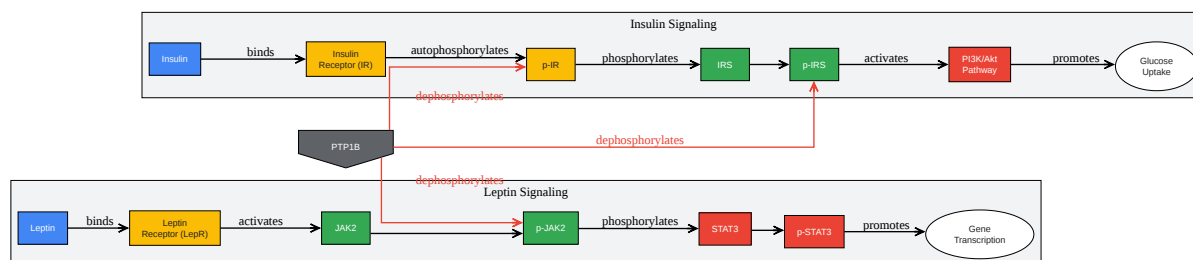 Insulin Signaling
Insulin
binds
Insulin
Receptor (IR)
autophosphorylates
p-IR
phosphorylates
IRS
p-IRS
activates
PI3K/Akt
Pathway
promotes
Glucose
Uptake
dephosphorylates
PTP1B
dephosphorylates
dephosphorylates
Leptin Signaling
Leptin
binds
Leptin
Receptor (LepR)
activates
JAK2
p-JAK2
phosphorylates
STAT3
p-STAT3
promotes
Gene
Transcription